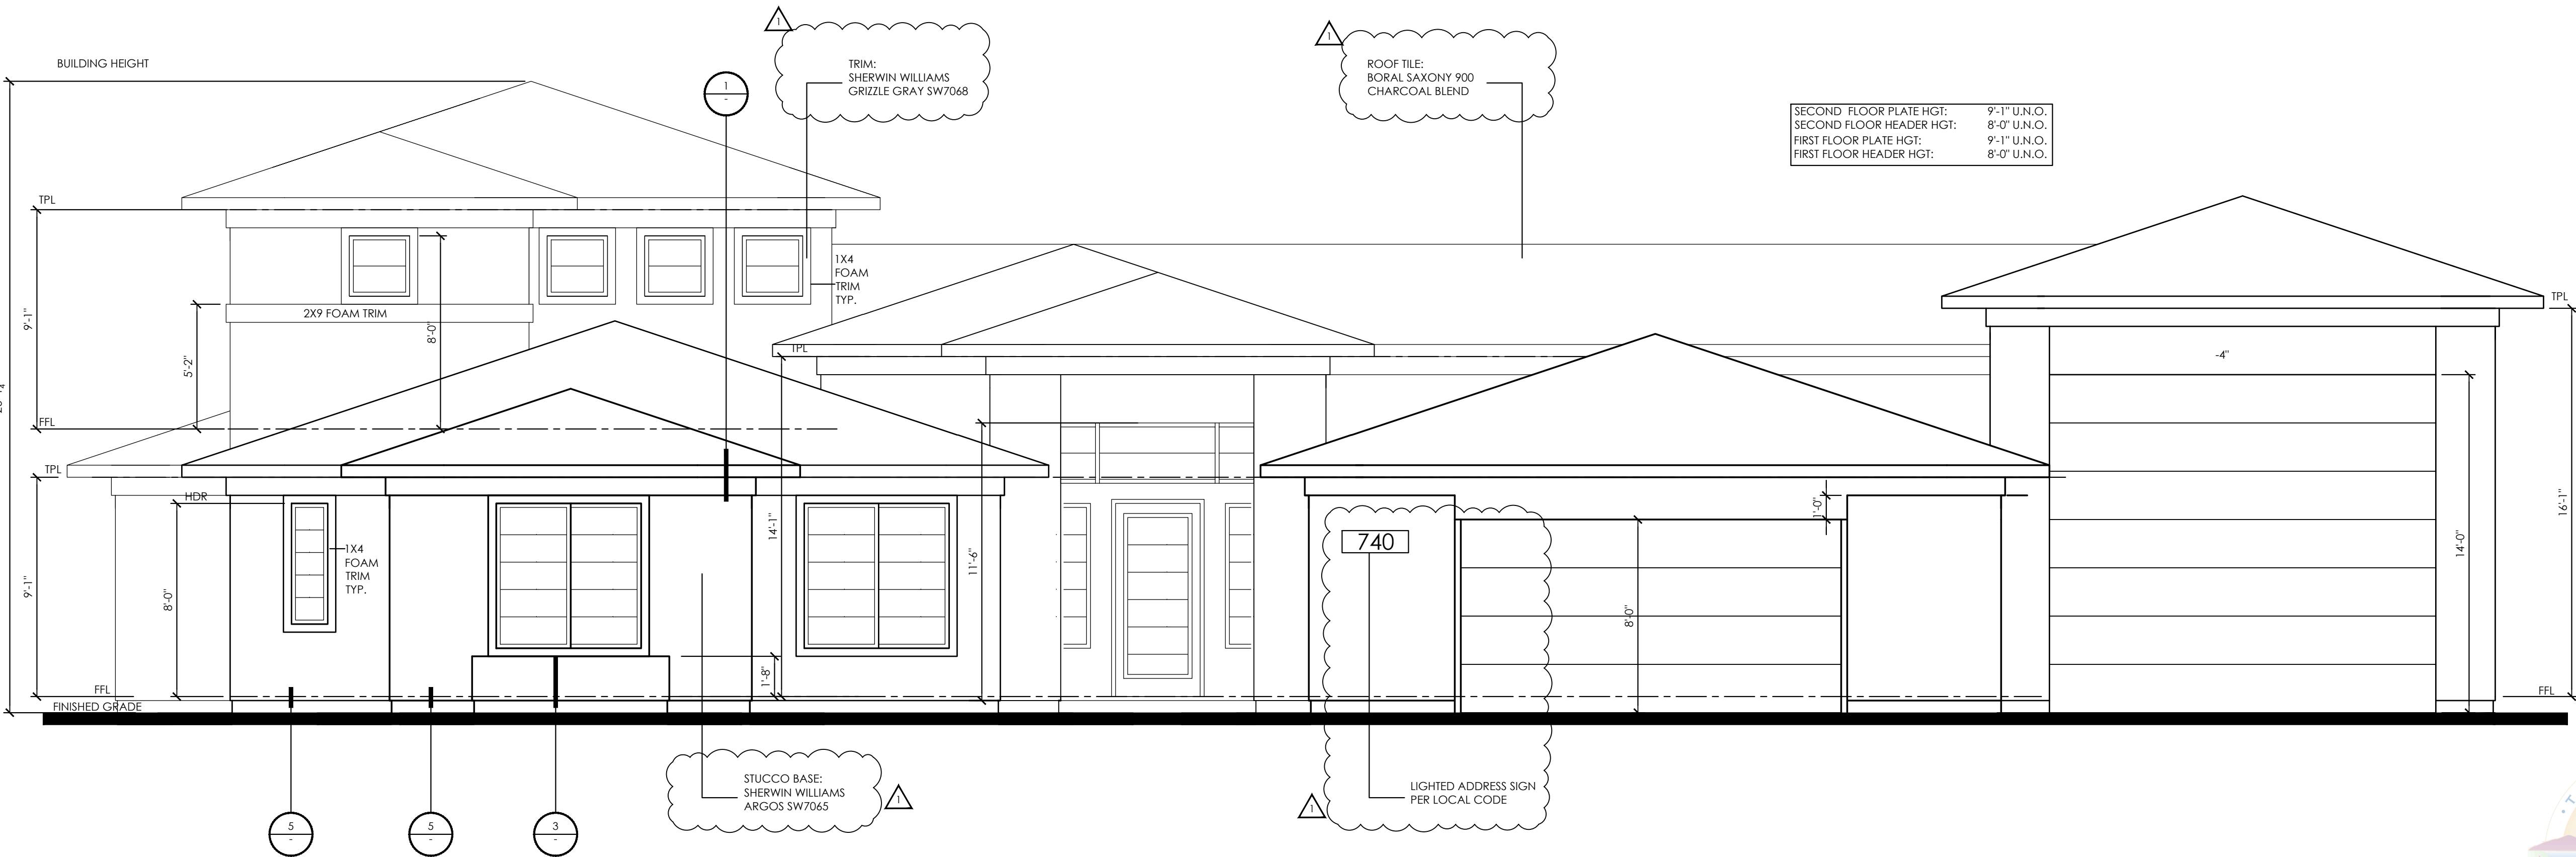 1
TRIM:
SHERWIN WILLIAMS
GRIZZLE GRAY SW7068
1
ROOF TILE:
BORAL SAXONY 900
CHARCOAL BLEND
BUILDING HEIGHT
1
-
SECOND FLOOR PLATE HGT: 9'-1" U.N.O.
SECOND FLOOR HEADER HGT: 8'-0" U.N.O.
FIRST FLOOR PLATE HGT: 9'-1" U.N.O.
FIRST FLOOR HEADER HGT: 8'-0" U.N.O.
TPL
1X4
FOAM
TRIM
TYP.
2X9 FOAM TRIM
9'-1"
8'-0"
5'-2"
TPL
TPL
-4"
FFL
TPL
HDR
1X4
FOAM
TRIM
TYP.
9'-1"
8'-0"
14'-1"
11'-6"
1'-8"
740
1'-0"
8'-0"
14'-0"
16'-1"
FFL
FFL
FINISHED GRADE
STUCCO BASE:
SHERWIN WILLIAMS
ARGOS SW7065
1
LIGHTED ADDRESS SIGN
PER LOCAL CODE
1
5
-
5
-
3
-